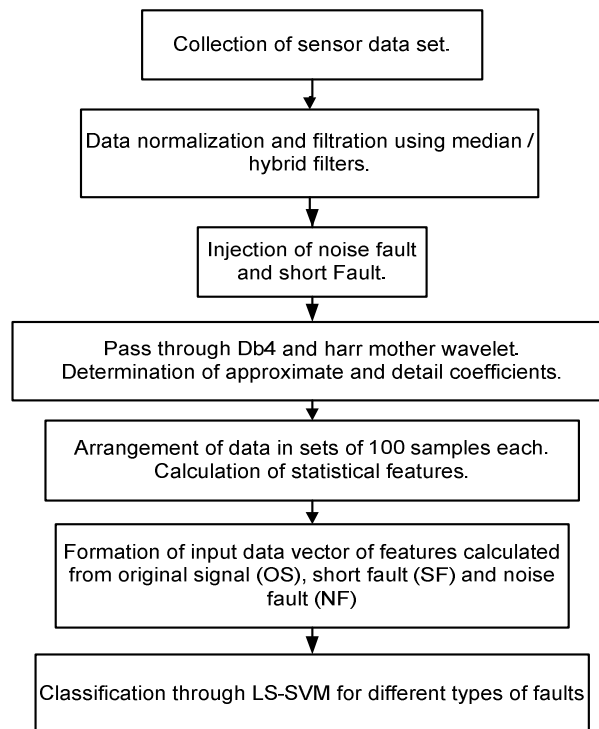 Collection of sensor data set.
Data normalization and filtration using median /
hybrid filters.
Injection of noise fault
and short Fault.
Pass through Db4 and harr mother wavelet.
Determination of approximate and detail coefficients.
Arrangement of data in sets of 100 samples each.
Calculation of statistical features.
Formation of input data vector of features calculated
from original signal (OS), short fault (SF) and noise
fault (NF)
Classification through LS-SVM for different types of faults